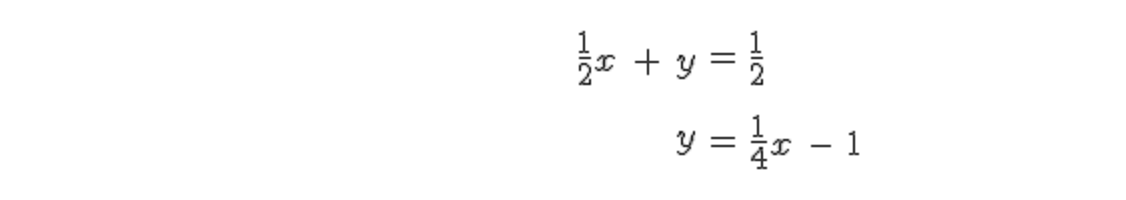 ½x + y = ½
y = ¼x − 1